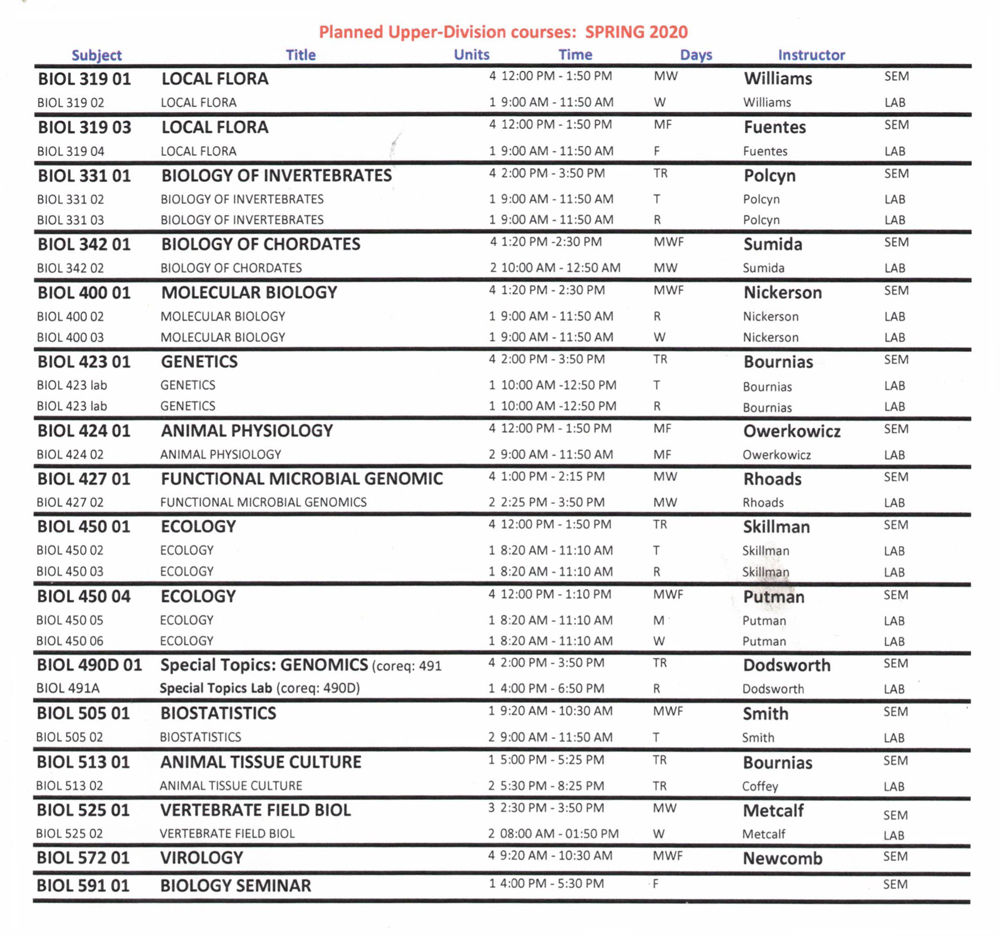 Planned Upper-Division courses: SPRING 2020
Subject Title Units Time Days Instructor
BIOL 319 01 LOCAL FLORA 4 12:00 PM - 1:50 PM MW Williams SEM
BIOL 319 02 LOCAL FLORA 1 9:00 AM - 11:50 AM W Williams LAB
BIOL 319 03 LOCAL FLORA 4 12:00 PM - 1:50 PM MF Fuentes SEM
BIOL 319 04 LOCAL FLORA 1 9:00 AM - 11:50 AM F Fuentes LAB
BIOL 331 01 BIOLOGY OF INVERTEBRATES 4 2:00 PM - 3:50 PM TR Polcyn SEM
BIOL 331 02 BIOLOGY OF INVERTEBRATES 1 9:00 AM - 11:50 AM T Polcyn LAB
BIOL 331 03 BIOLOGY OF INVERTEBRATES 1 9:00 AM - 11:50 AM R Polcyn LAB
BIOL 342 01 BIOLOGY OF CHORDATES 4 1:20 PM -2:30 PM MWF Sumida SEM
BIOL 342 02 BIOLOGY OF CHORDATES 2 10:00 AM - 12:50 AM MW Sumida LAB
BIOL 400 01 MOLECULAR BIOLOGY 4 1:20 PM - 2:30 PM MWF Nickerson SEM
BIOL 400 02 MOLECULAR BIOLOGY 1 9:00 AM - 11:50 AM R Nickerson LAB
BIOL 400 03 MOLECULAR BIOLOGY 1 9:00 AM - 11:50 AM W Nickerson LAB
BIOL 423 01 GENETICS 4 2:00 PM - 3:50 PM TR Bournias SEM
BIOL 423 lab GENETICS 1 10:00 AM -12:50 PM T Bournias LAB
BIOL 423 lab GENETICS 1 10:00 AM -12:50 PM R Bournias LAB
BIOL 424 01 ANIMAL PHYSIOLOGY 4 12:00 PM - 1:50 PM MF Owerkowicz SEM
BIOL 424 02 ANIMAL PHYSIOLOGY 2 9:00 AM - 11:50 AM MF Owerkowicz LAB
BIOL 427 01 FUNCTIONAL MICROBIAL GENOMIC 4 1:00 PM - 2:15 PM MW Rhoads SEM
BIOL 427 02 FUNCTIONAL MICROBIAL GENOMICS 2 2:25 PM - 3:50 PM MW Rhoads LAB
BIOL 450 01 ECOLOGY 4 12:00 PM - 1:50 PM TR Skillman SEM
BIOL 450 02 ECOLOGY 1 8:20 AM - 11:10 AM T Skillman LAB
BIOL 450 03 ECOLOGY 1 8:20 AM - 11:10 AM R Skillman LAB
BIOL 450 04 ECOLOGY 4 12:00 PM - 1:10 PM MWF Putman SEM
BIOL 450 05 ECOLOGY 1 8:20 AM - 11:10 AM M Putman LAB
BIOL 450 06 ECOLOGY 1 8:20 AM - 11:10 AM W Putman LAB
BIOL 490D 01 Special Topics: GENOMICS (coreq: 491 4 2:00 PM - 3:50 PM TR Dodsworth SEM
BIOL 491A Special Topics Lab (coreq: 490D) 1 4:00 PM - 6:50 PM R Dodsworth LAB
BIOL 505 01 BIOSTATISTICS 1 9:20 AM - 10:30 AM MWF Smith SEM
BIOL 505 02 BIOSTATISTICS 2 9:00 AM - 11:50 AM T Smith LAB
BIOL 513 01 ANIMAL TISSUE CULTURE 1 5:00 PM - 5:25 PM TR Bournias SEM
BIOL 513 02 ANIMAL TISSUE CULTURE 2 5:30 PM - 8:25 PM TR Coffey LAB
BIOL 525 01 VERTEBRATE FIELD BIOL 3 2:30 PM - 3:50 PM MW Metcalf SEM
BIOL 525 02 VERTEBRATE FIELD BIOL 2 08:00 AM - 01:50 PM W Metcalf LAB
BIOL 572 01 VIROLOGY 4 9:20 AM - 10:30 AM MWF Newcomb SEM
BIOL 591 01 BIOLOGY SEMINAR 1 4:00 PM - 5:30 PM F SEM